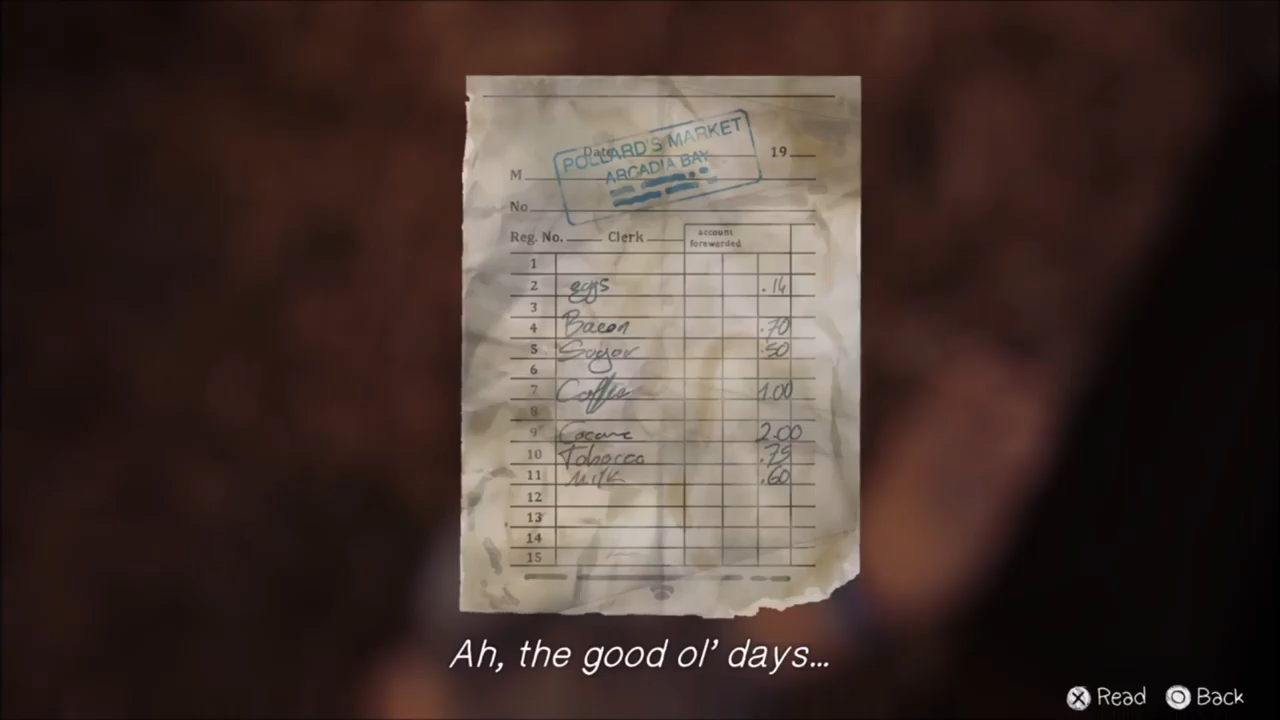 Date 19
POLLARD'S MARKET
ARCADIA BAY
M
No
Reg. No. Clerk account forewarded
1
2 eggs .14
3
4 Bacon .70
5 Sugar .50
6
7 Coffee 1.00
8
9 Cocane 2.00
10 Tobacco .75
11 Milk .60
12
13
14
15
Ah, the good ol' days...
Read Back